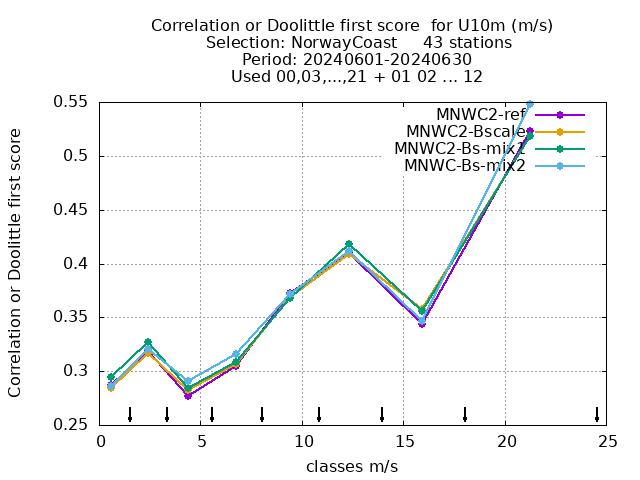 Correlation or Doolittle first score  for U10m (m/s)
Selection: NorwayCoast     43 stations
Period: 20240601-20240630
Used 00,03,...,21 + 01 02 ... 12
Correlation or Doolittle first score
0.55
0.5
0.45
0.4
0.35
0.3
0.25
MNWC2-ref
MNWC2-Bscale
MNWC2-Bs-mix1
MNWC-Bs-mix2
0 5 10 15 20 25
classes m/s